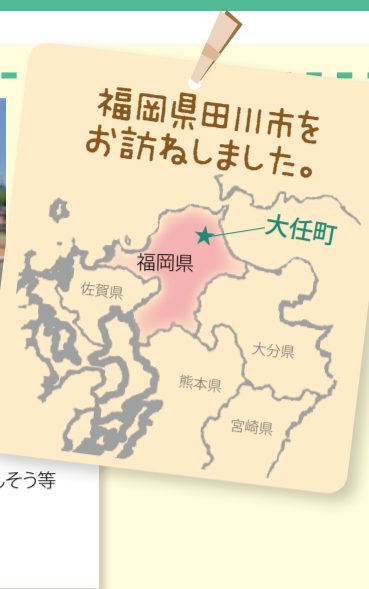 福岡県田川市を
お訪ねしました。
大任町
福岡県
佐賀県
大分県
熊本県
宮崎県
んそう等